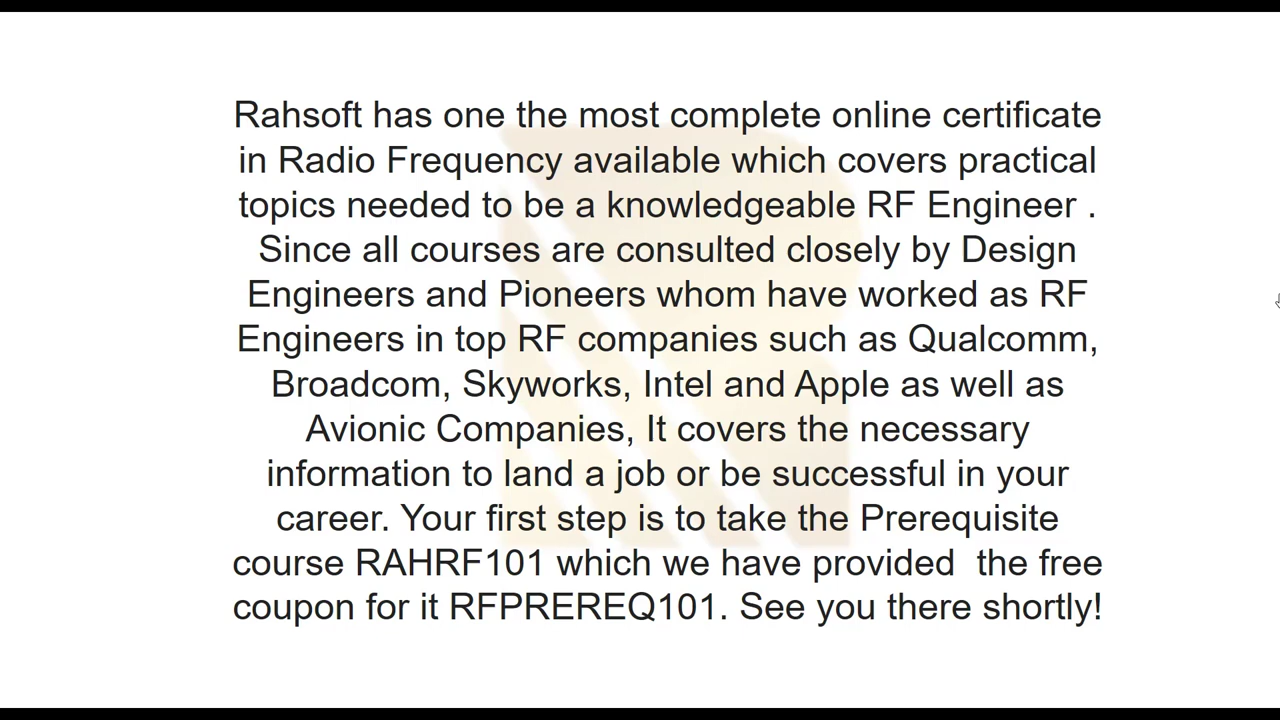 Rahsoft has one the most complete online certificate
in Radio Frequency available which covers practical
topics needed to be a knowledgeable RF Engineer .
Since all courses are consulted closely by Design
Engineers and Pioneers whom have worked as RF
Engineers in top RF companies such as Qualcomm,
Broadcom, Skyworks, Intel and Apple as well as
Avionic Companies, It covers the necessary
information to land a job or be successful in your
career. Your first step is to take the Prerequisite
course RAHRF101 which we have provided  the free
coupon for it RFPREREQ101. See you there shortly!